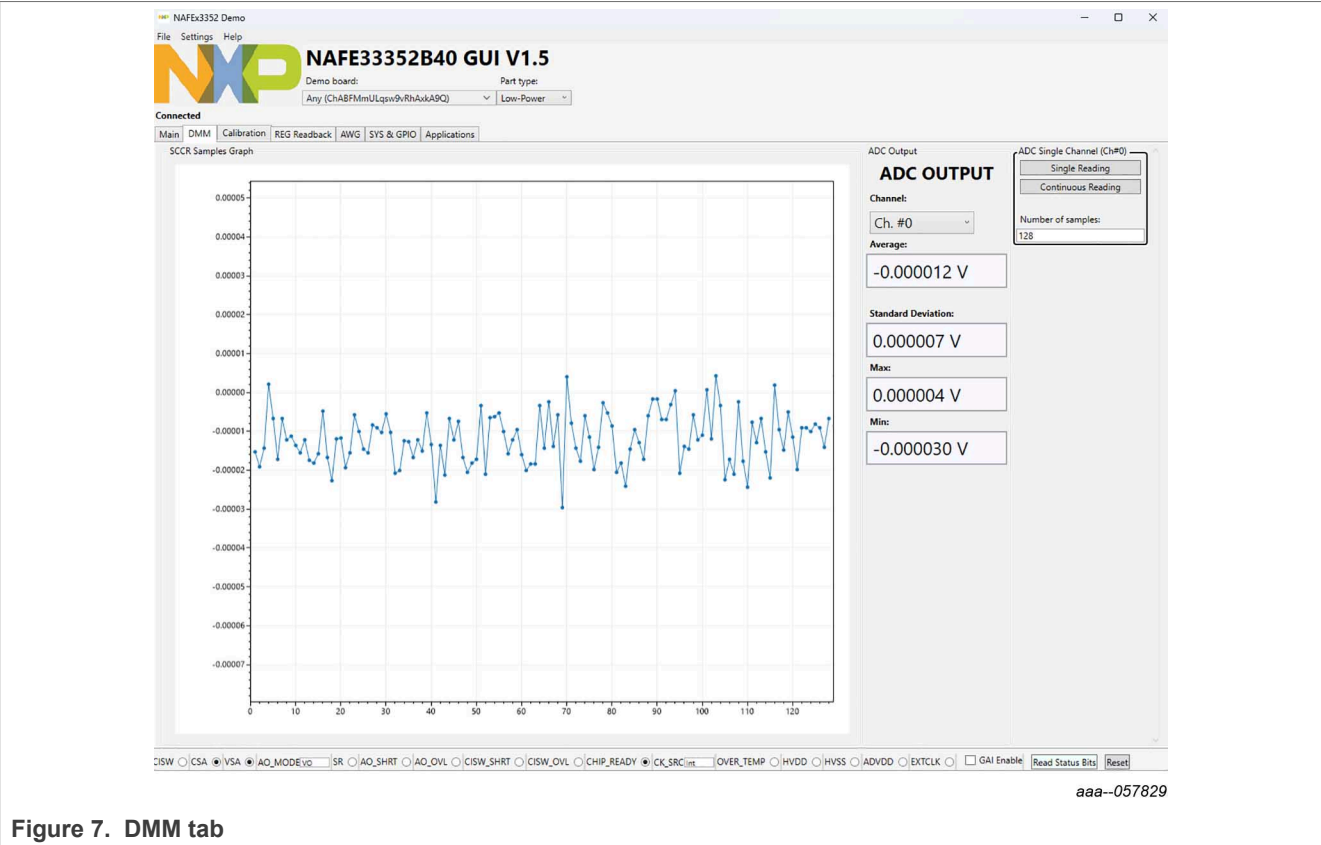 NAFEx3352 Demo
File Settings Help
NXP
NAFE33352B40 GUI V1.5
Demo board: Part type:
Any (ChABFMmULqsw9vRhAxkA9Q) Low-Power
Connected
Main DMM Calibration REG Readback AWG SYS & GPIO Applications
SCCR Samples Graph
0.00005
0.00004
0.00003
0.00002
0.00001
0.00000
-0.00001
-0.00002
-0.00003
-0.00004
-0.00005
-0.00006
-0.00007
0 10 20 30 40 50 60 70 80 90 100 110 120
ADC Output
ADC OUTPUT
Channel:
Ch. #0
Average:
-0.000012 V
Standard Deviation:
0.000007 V
Max:
0.000004 V
Min:
-0.000030 V
ADC Single Channel (Ch#0)
Single Reading
Continuous Reading
Number of samples:
128
CISW CSA VSA AO_MODE VO SR AO_SHRT AO_OVL CISW_SHRT CISW_OVL CHIP_READY CK_SRC Int OVER_TEMP HVDD HVSS ADVDD EXTCLK GAI Enable Read Status Bits Reset
aaa--057829
Figure 7. DMM tab